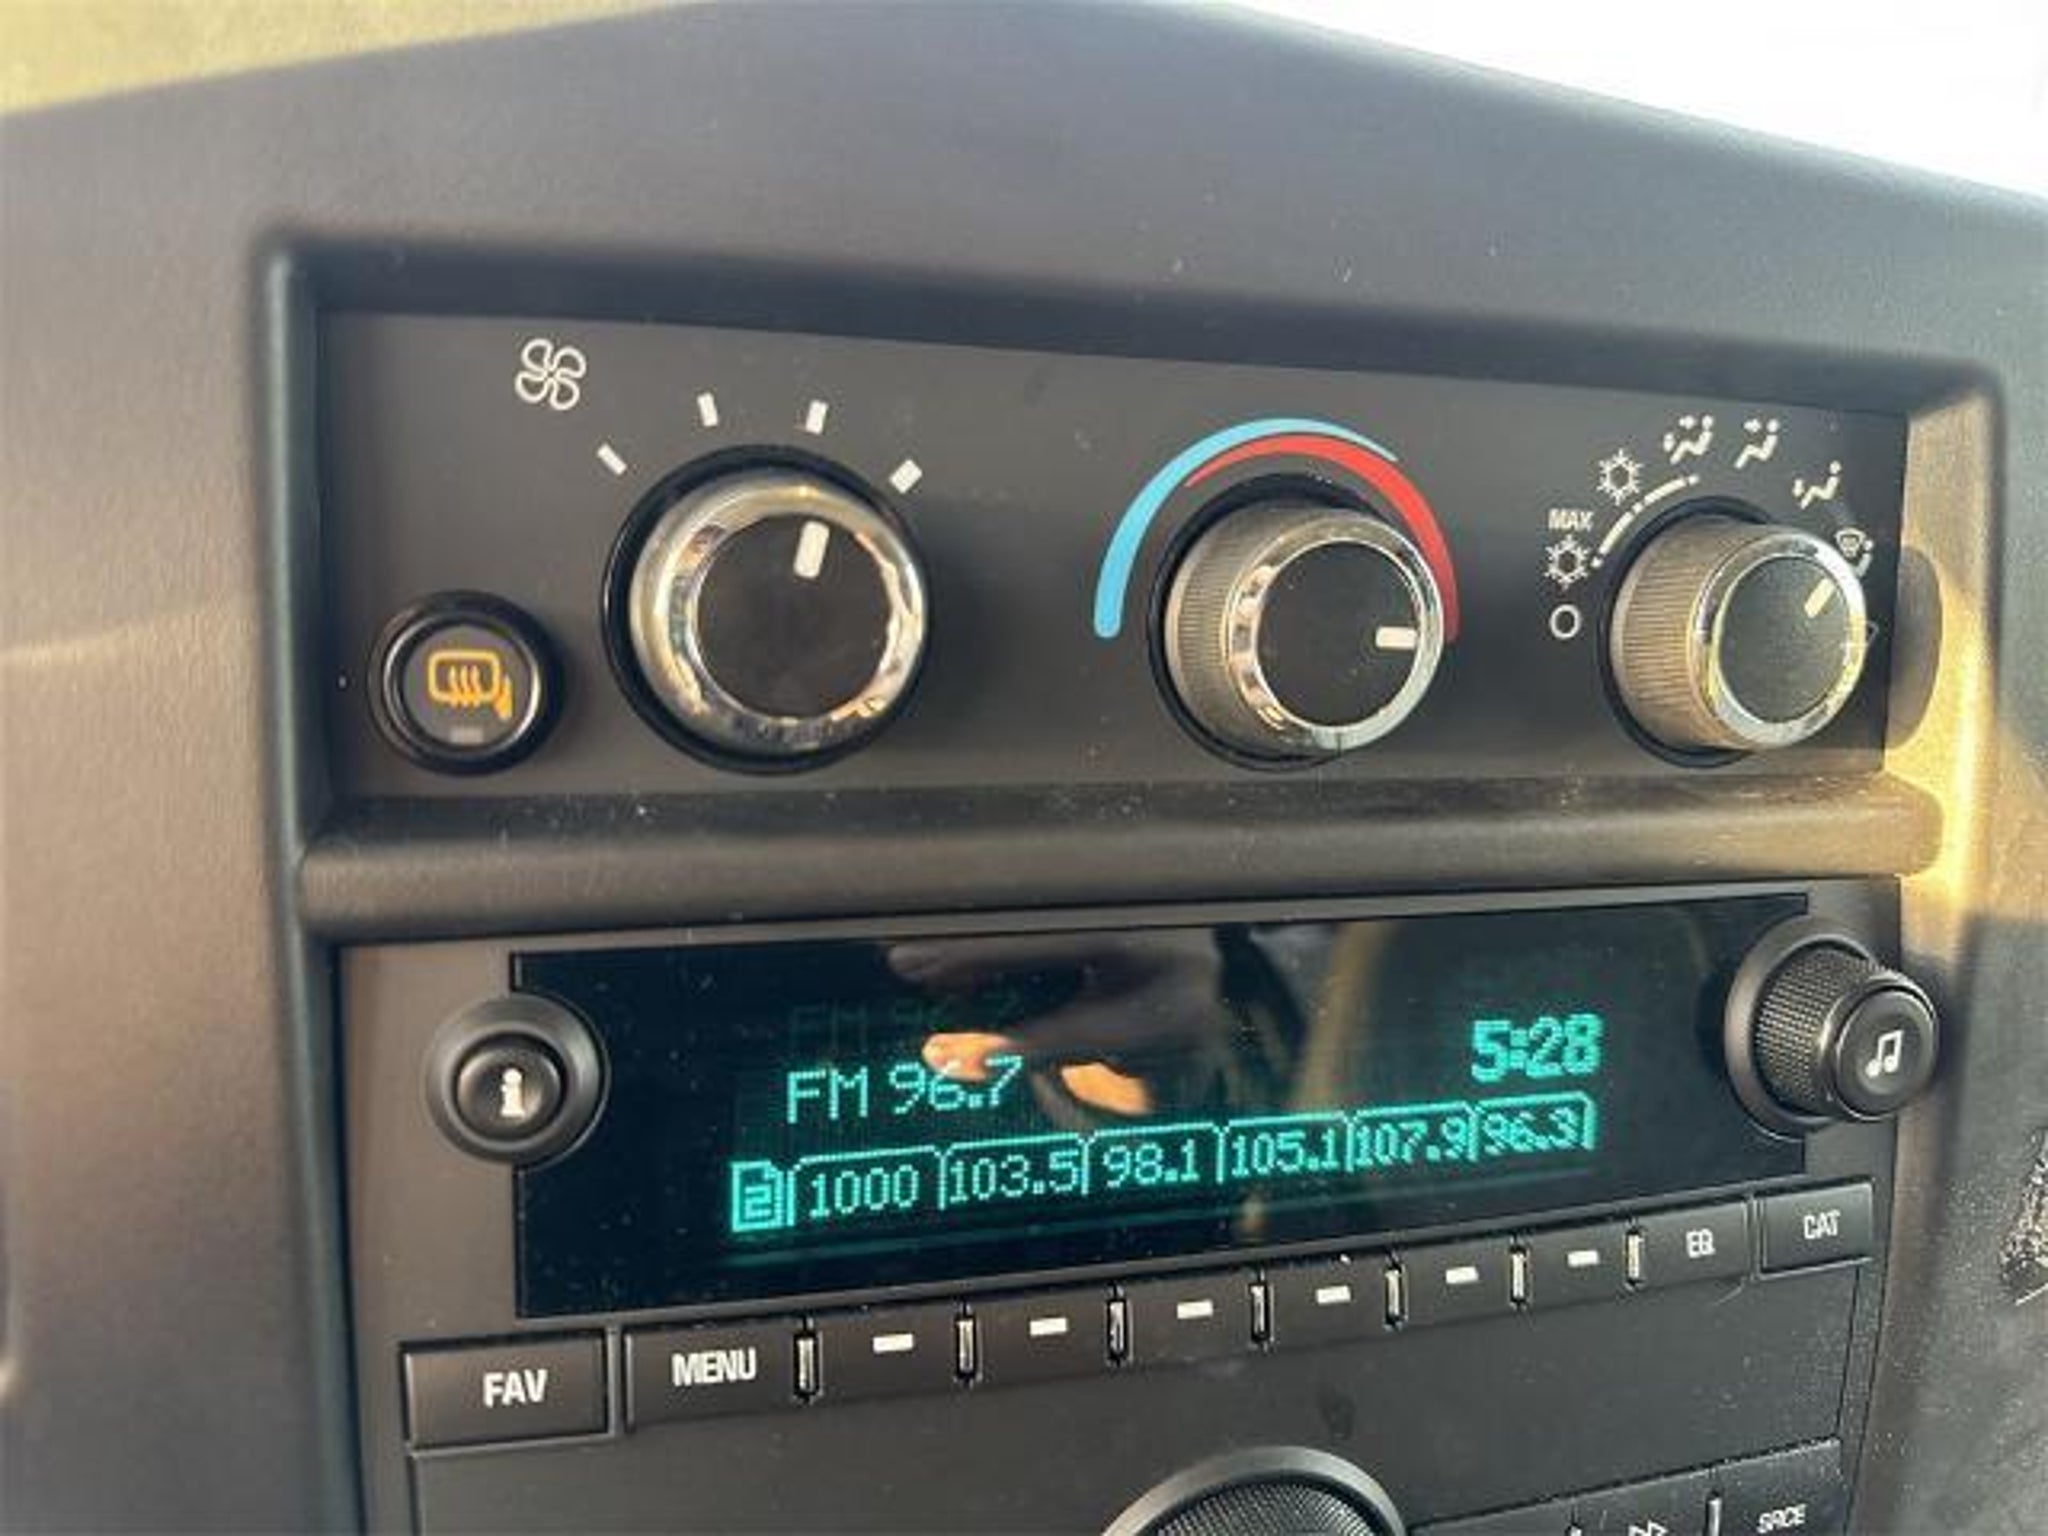 MAX
5:28
FM 96.7
2 1000 103.5 98.1 105.1 107.9 96.3
i
EQ CAT
FAV MENU
SRCE